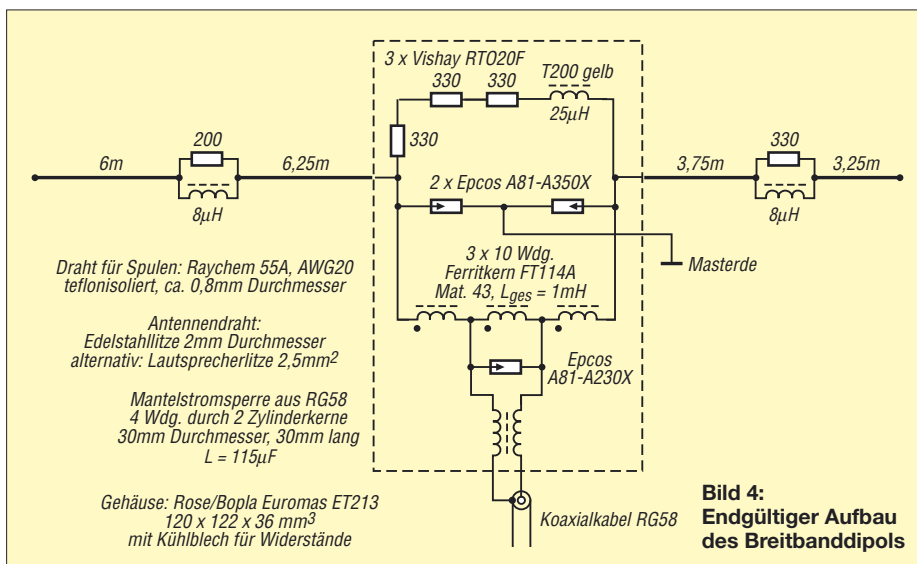 3 x Vishay RTO20F
330
330
T200 gelb
25µH
330
200
6m
6,25m
8µH
330
3,75m
3,25m
8µH
2 x Epcos A81-A350X
Masterde
3 x 10 Wdg.
Ferritkern FT114A
Mat. 43, Lges = 1mH
Draht für Spulen: Raychem 55A, AWG20
teflonisoliert, ca. 0,8mm Durchmesser
Antennendraht:
Edelstahllitze 2mm Durchmesser
alternativ: Lautsprecherlitze 2,5mm²
Epcos
A81-A230X
Mantelstromsperre aus RG58
4 Wdg. durch 2 Zylinderkerne
30mm Durchmesser, 30mm lang
L = 115µF
Gehäuse: Rose/Bopla Euromas ET213
120 x 122 x 36 mm³
mit Kühlblech für Widerstände
Koaxialkabel RG58
Bild 4:
Endgültiger Aufbau
des Breitbanddipols